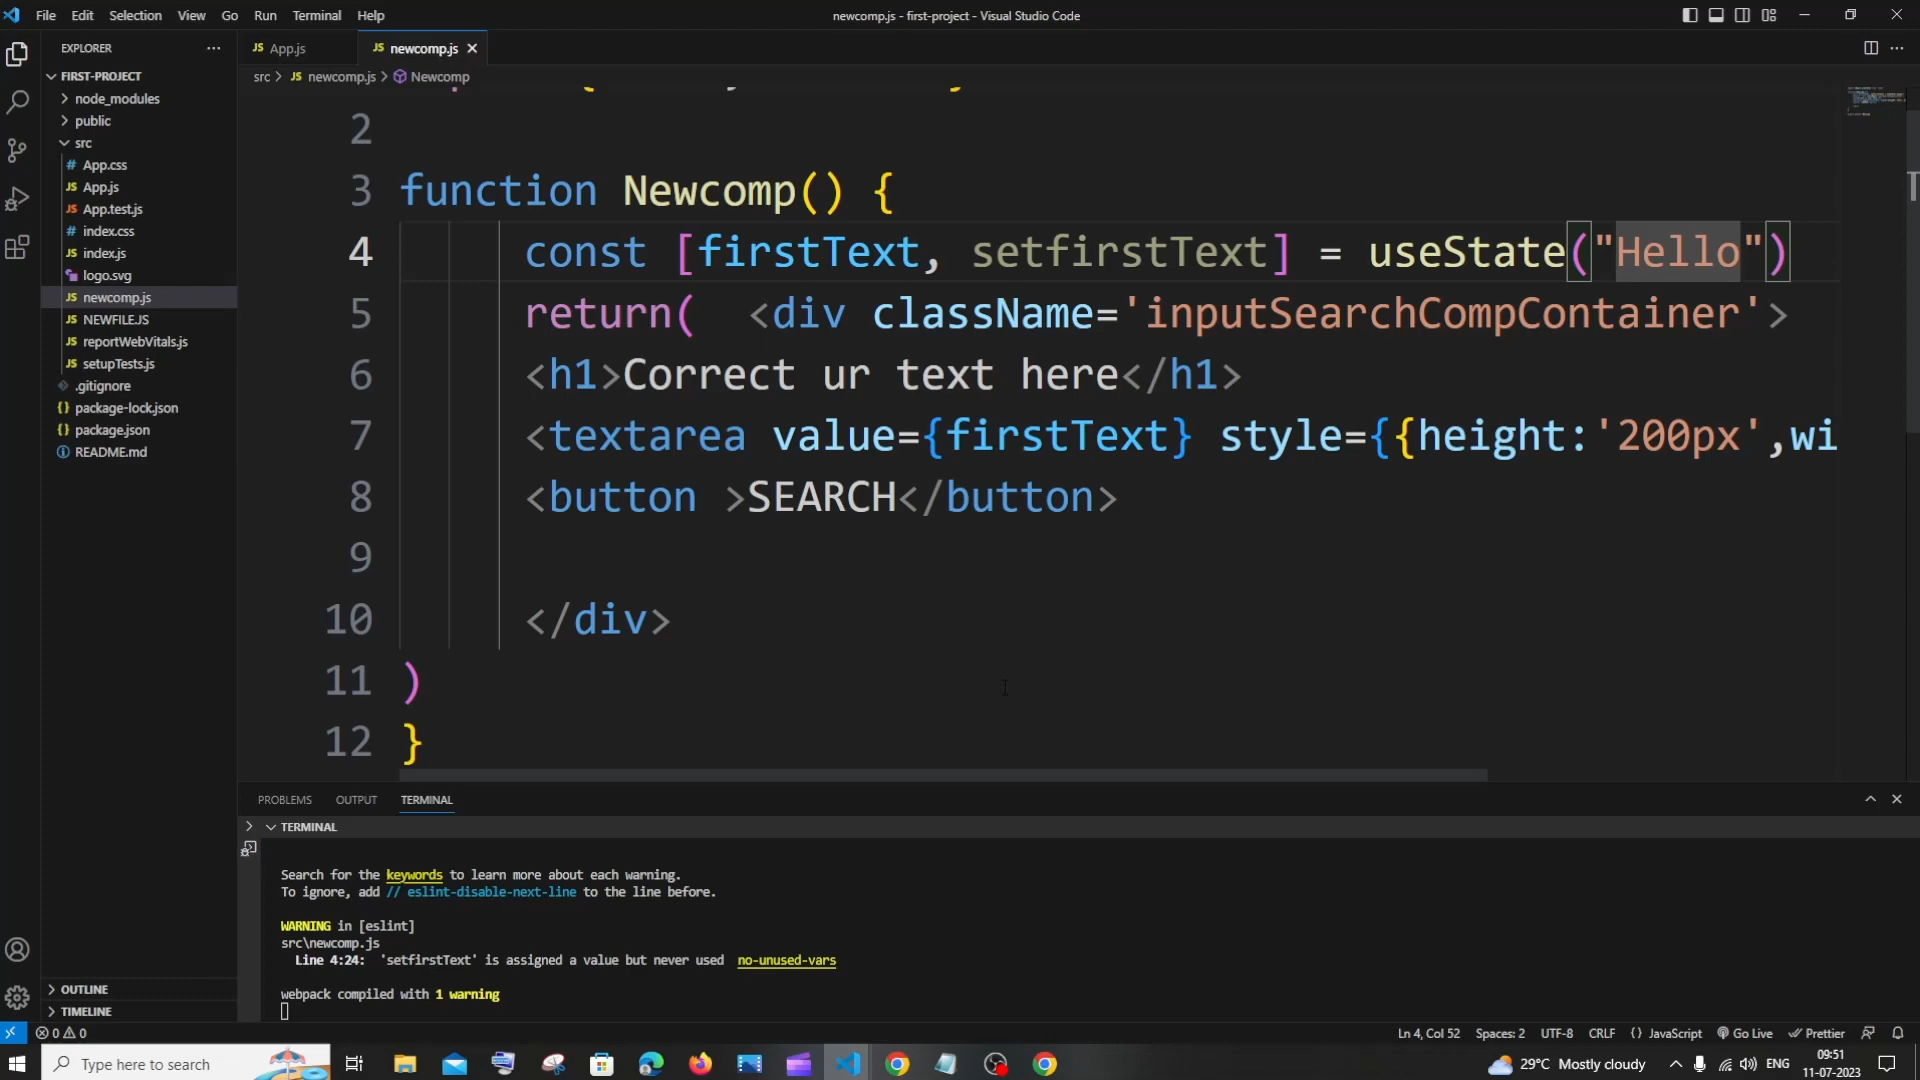 File Edit Selection View Go Run Terminal Help
newcomp.js - first-project - Visual Studio Code
EXPLORER
FIRST-PROJECT
node_modules
public
src
App.css
App.js
App.test.js
index.css
index.js
logo.svg
newcomp.js
NEWFILE.JS
reportWebVitals.js
setupTests.js
.gitignore
package-lock.json
package.json
README.md
OUTLINE
TIMELINE
JS App.js
JS newcomp.js
src > JS newcomp.js > Newcomp
2
3 function Newcomp() {
4 const [firstText, setfirstText] = useState("Hello")
5 return( <div className='inputSearchCompContainer'>
6 <h1>Correct ur text here</h1>
7 <textarea value={firstText} style={{height:'200px',wi
8 <button >SEARCH</button>
9
10 </div>
11 )
12 }
PROBLEMS OUTPUT TERMINAL
TERMINAL
Search for the keywords to learn more about each warning.
To ignore, add // eslint-disable-next-line to the line before.
WARNING in [eslint]
src\newcomp.js
Line 4:24: 'setfirstText' is assigned a value but never used no-unused-vars
webpack compiled with 1 warning
0 0
Ln 4, Col 52 Spaces: 2 UTF-8 CRLF {} JavaScript Go Live Prettier
Type here to search
29°C Mostly cloudy
ENG
09:51
11-07-2023